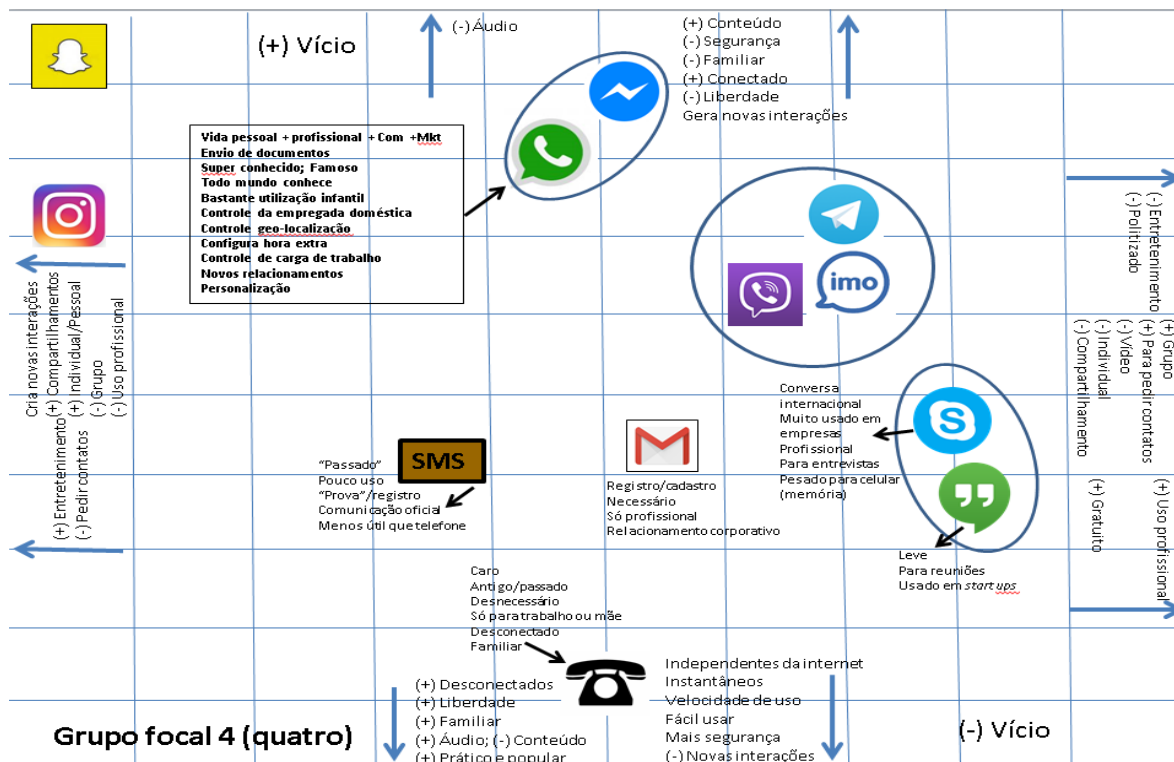 (+) Vício
(-) Áudio
(+) Conteúdo
(-) Segurança
(-) Familiar
(+) Conectado
(-) Liberdade
Gera novas interações
Vida pessoal + profissional + Com +Mkt
Envio de documentos
Super conhecido; Famoso
Todo mundo conhece
Bastante utilização infantil
Controle da empregada doméstica
Controle geo-localização
Configura hora extra
Controle de carga de trabalho
Novos relacionamentos
Personalização
imo
(-) Entretenimento
(-) Politizado
(+) Grupo
(+) Para pedir contatos
(-) Vídeo
(-) Individual
(-) Compartilhamento
(+) Uso profissional
(+) Gratuito
Cria novas interações
(+) Compartilhamentos
(+) Individual/Pessoal
(-) Grupo
(-) Uso profissional
(+) Entretenimento
(-) Pedir contatos
Conversa
internacional
Muito usado em
empresas
Profissional
Para entrevistas
Pesado para celular
(memória)
S
SMS
"Passado"
Pouco uso
"Prova"/registro
Comunicação oficial
Menos útil que telefone
Registro/cadastro
Necessário
Só profissional
Relacionamento corporativo
Leve
Para reuniões
Usado em start ups
Caro
Antigo/passado
Desnecessário
Só para trabalho ou mãe
Desconectado
Familiar
(+) Desconectados
(+) Liberdade
(+) Familiar
(+) Áudio; (-) Conteúdo
(+) Prático e popular
Independentes da internet
Instantâneos
Velocidade de uso
Fácil usar
Mais segurança
(-) Novas interações
Grupo focal 4 (quatro)
(-) Vício